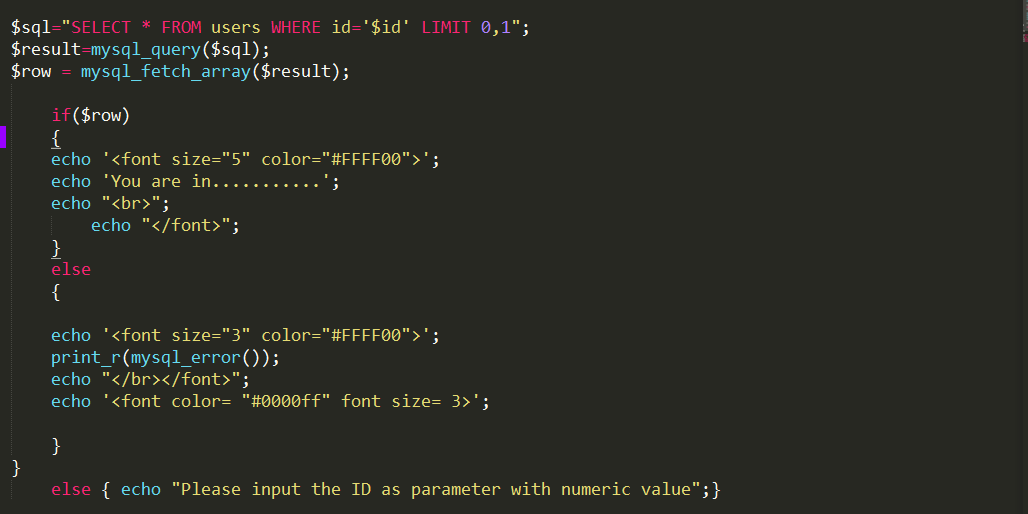 $sql="SELECT * FROM users WHERE id='$id' LIMIT 0,1";
$result=mysql_query($sql);
$row = mysql_fetch_array($result);
if($row)
{
echo '<font size="5" color="#FFFF00">';
echo 'You are in...........';
echo "<br>";
echo "</font>";
}
else
{
echo '<font size="3" color="#FFFF00">';
print_r(mysql_error());
echo "</br></font>";
echo '<font color= "#0000ff" font size= 3>';
}
}
else { echo "Please input the ID as parameter with numeric value";}